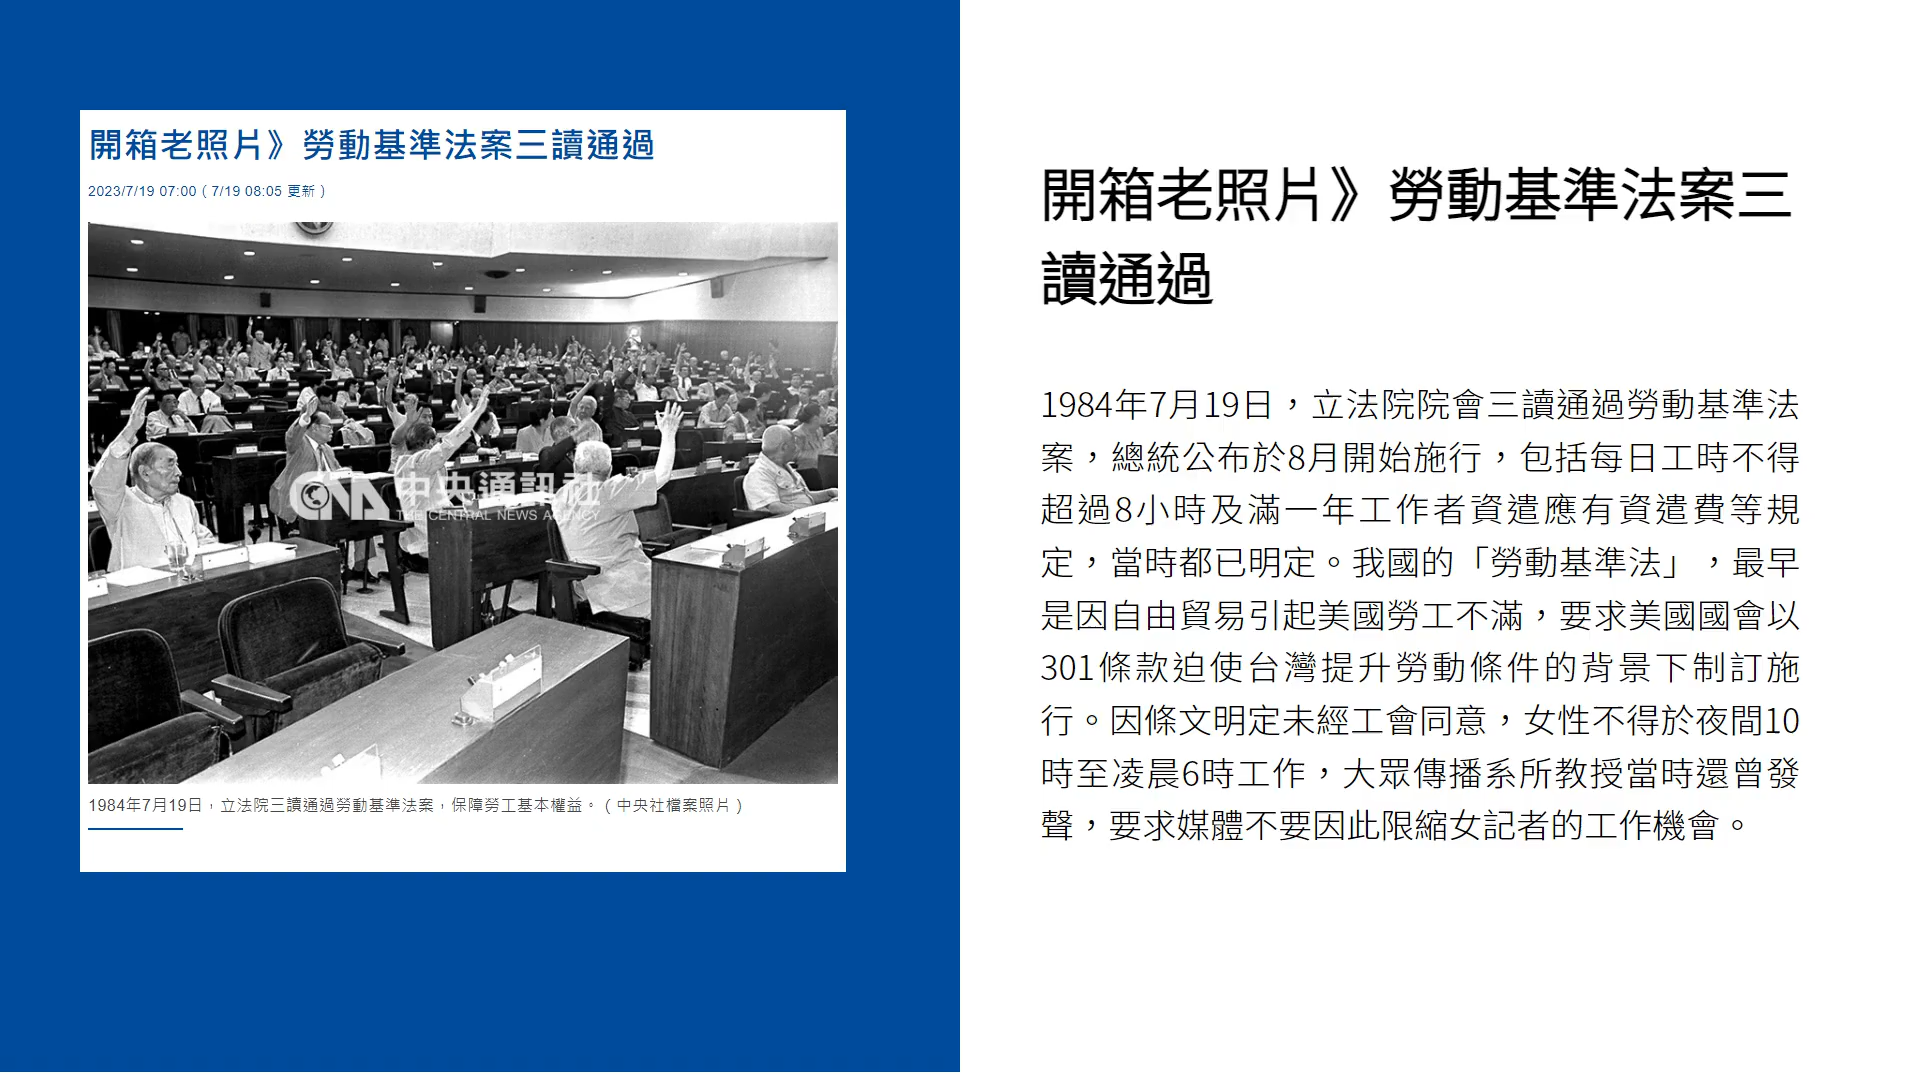 開箱老照片》勞動基準法案三讀通過
2023/7/19 07:00（7/19 08:05 更新）
中央通訊社
THE CENTRAL NEWS AGENCY
1984年7月19日，立法院三讀通過勞動基準法案，保障勞工基本權益。（中央社檔案照片）
開箱老照片》勞動基準法案三
讀通過
1984年7月19日，立法院院會三讀通過勞動基準法
案，總統公布於8月開始施行，包括每日工時不得
超過8小時及滿一年工作者資遣應有資遣費等規
定，當時都已明定。我國的「勞動基準法」，最早
是因自由貿易引起美國勞工不滿，要求美國國會以
301條款迫使台灣提升勞動條件的背景下制訂施
行。因條文明定未經工會同意，女性不得於夜間10
時至凌晨6時工作，大眾傳播系所教授當時還曾發
聲，要求媒體不要因此限縮女記者的工作機會。